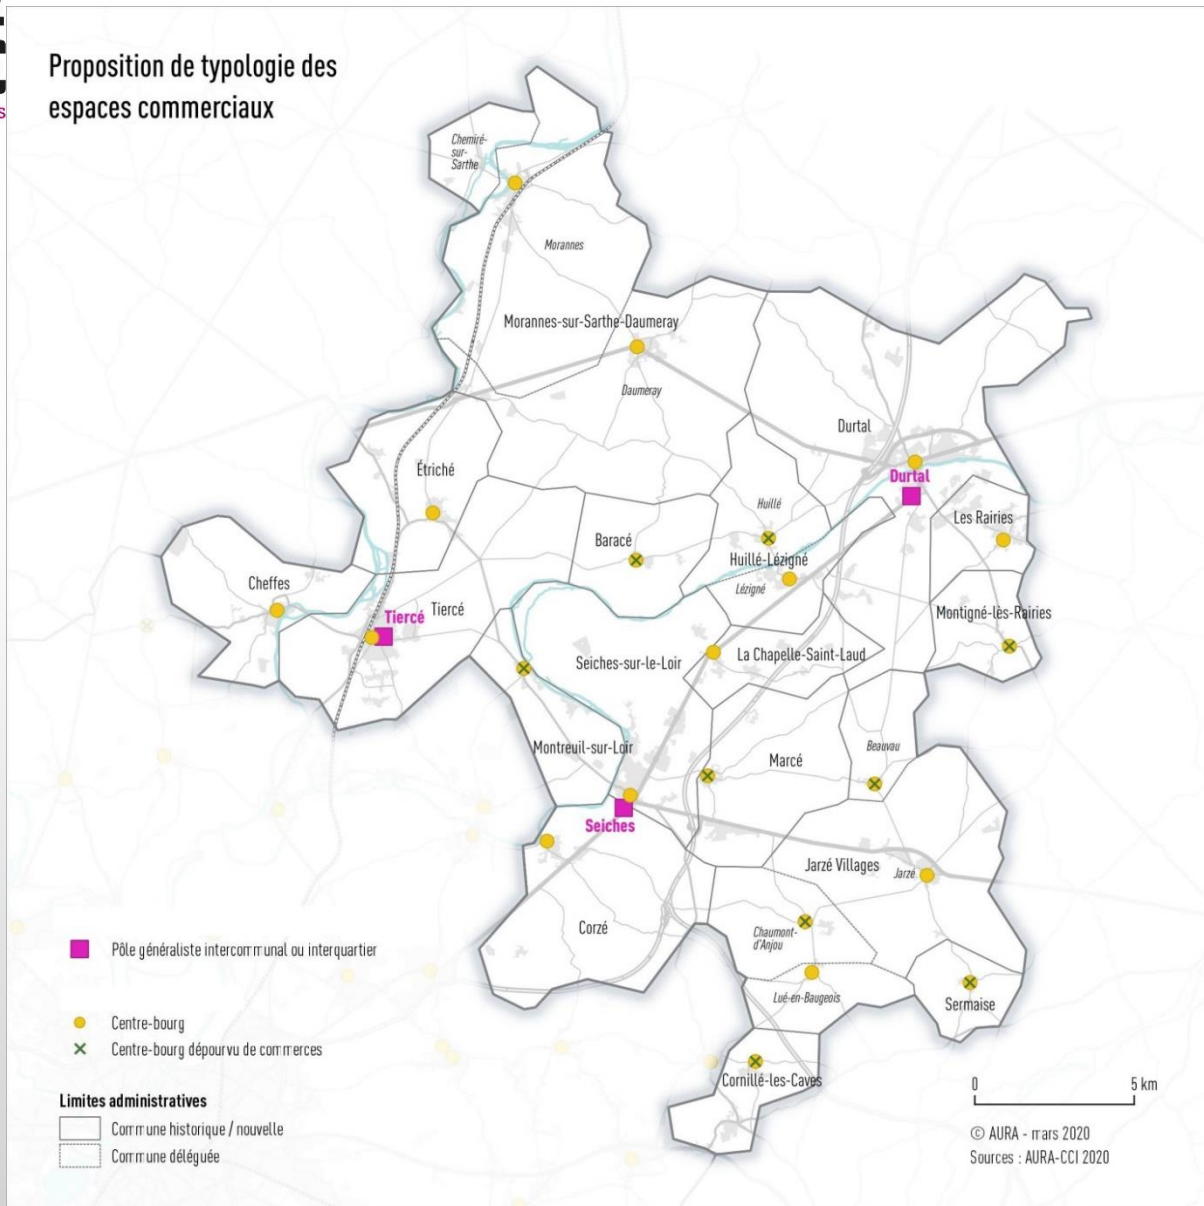 s
Proposition de typologie des
espaces commerciaux
Chemiré-
sur-
Sarthe
Morannes
Morannes-sur-Sarthe-Daumeray
Daumeray
Durtal
Durtal
Étriché
Huillé
Les Rairies
Baracé
Huillé-Lézigné
Lézigné
Cheffes
Tiercé
Tiercé
Montigné-lès-Rairies
Seiches-sur-le-Loir
La Chapelle-Saint-Laud
Montreuil-sur-Loir
Marcé
Beauvau
Seiches
Jarzé Villages
Jarzé
Corzé
Chaumont-
d'Anjou
Lué-en-Baugeois
Sermaise
Cornillé-les-Caves
Pôle généraliste intercommunal ou interquartier
Centre-bourg
Centre-bourg dépourvu de commerces
Limites administratives
Commune historique / nouvelle
Commune déléguée
0 5 km
© AURA - mars 2020
Sources : AURA-CCI 2020